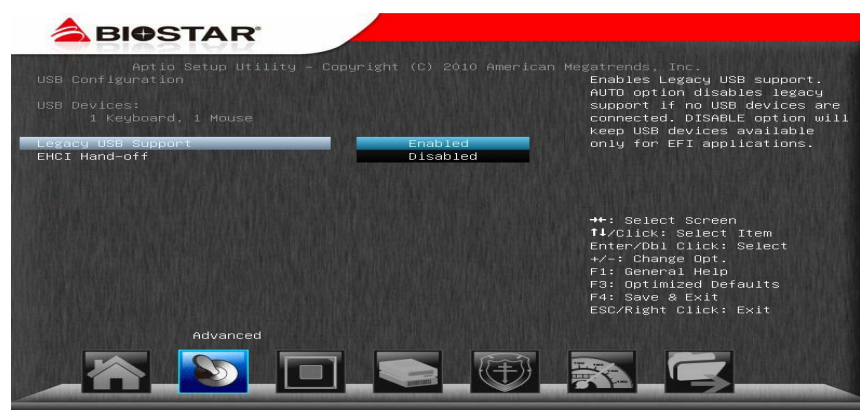 BIOSTAR®
Aptio Setup Utility – Copyright (C) 2010 American Megatrends, Inc.
USB Configuration
USB Devices:
1 Keyboard, 1 Mouse
Legacy USB Support Enabled
EHCI Hand-off Disabled
Enables Legacy USB support.
AUTO option disables legacy
support if no USB devices are
connected. DISABLE option will
keep USB devices available
only for EFI applications.
→←: Select Screen
↑↓/Click: Select Item
Enter/Dbl Click: Select
+/-: Change Opt.
F1: General Help
F3: Optimized Defaults
F4: Save & Exit
ESC/Right Click: Exit
Advanced